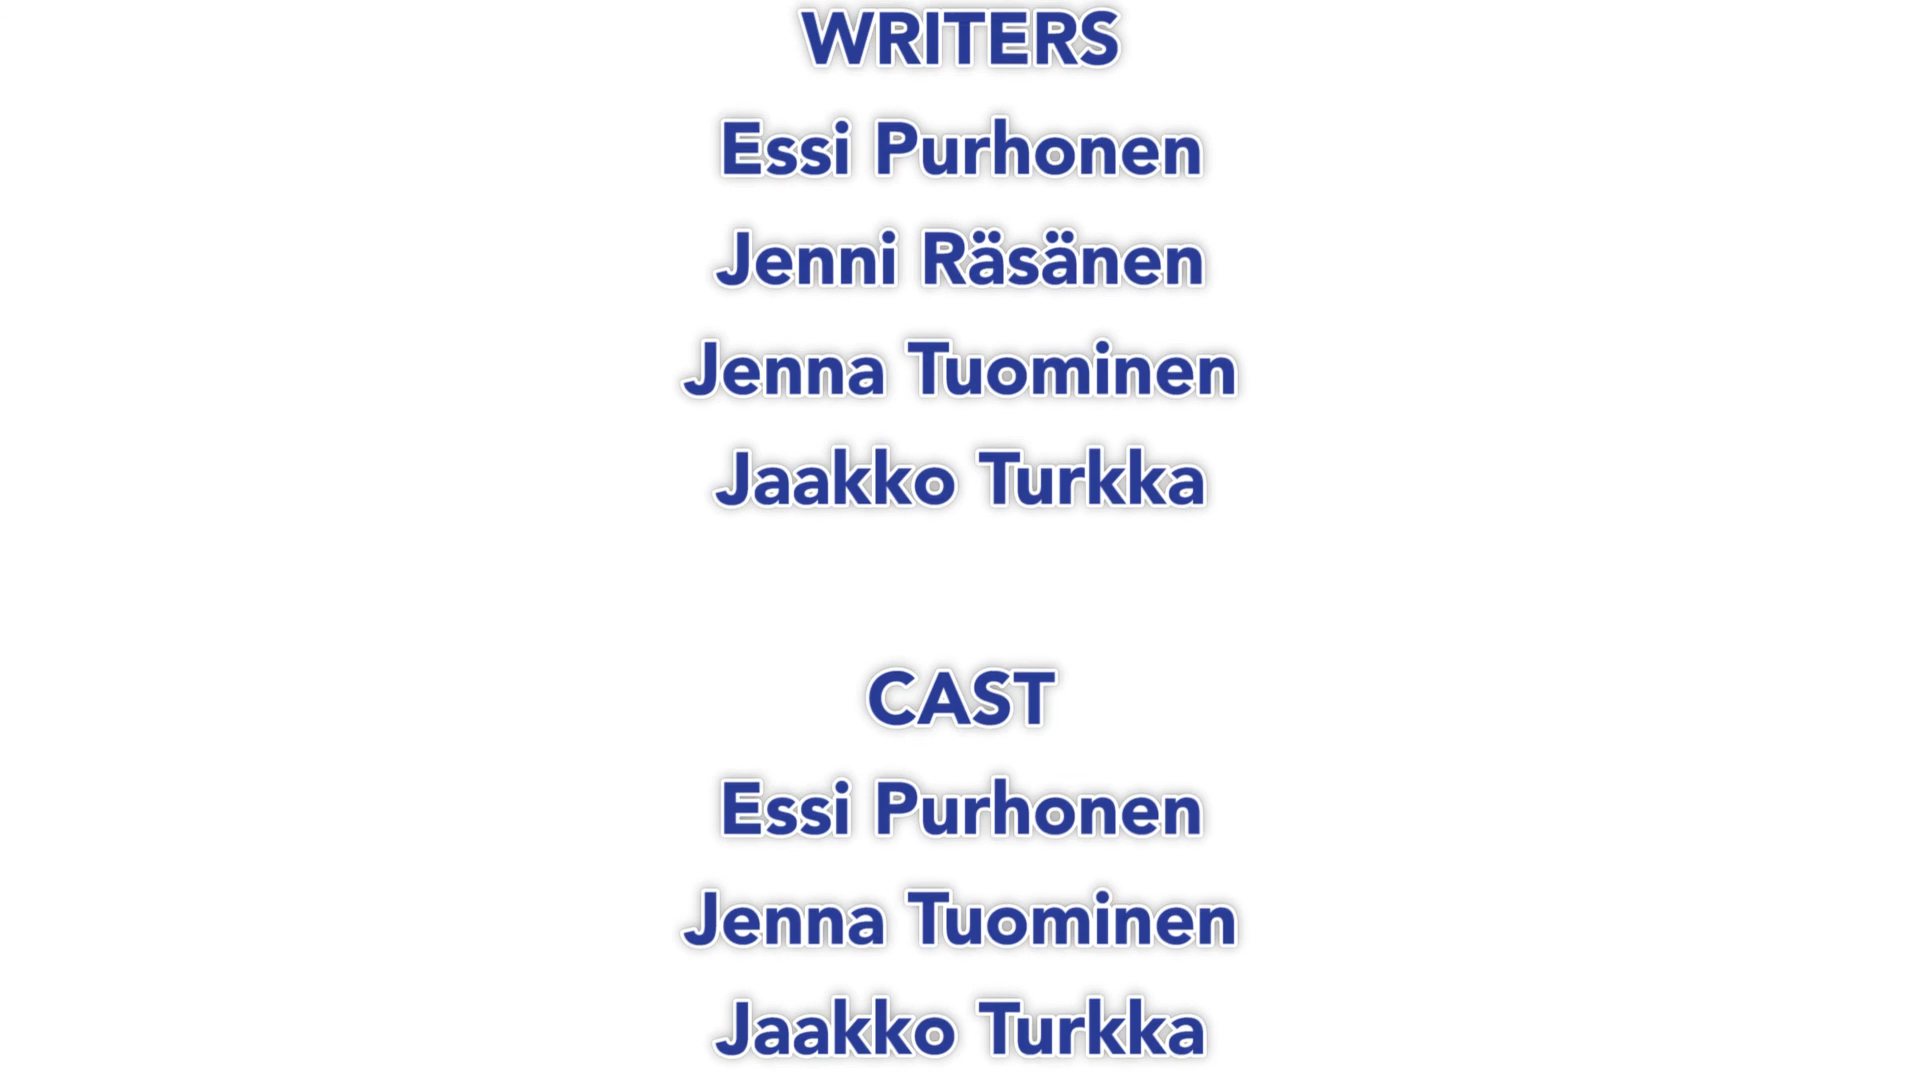 WRITERS
Essi Purhonen
Jenni Räsänen
Jenna Tuominen
Jaakko Turkka
CAST
Essi Purhonen
Jenna Tuominen
Jaakko Turkka